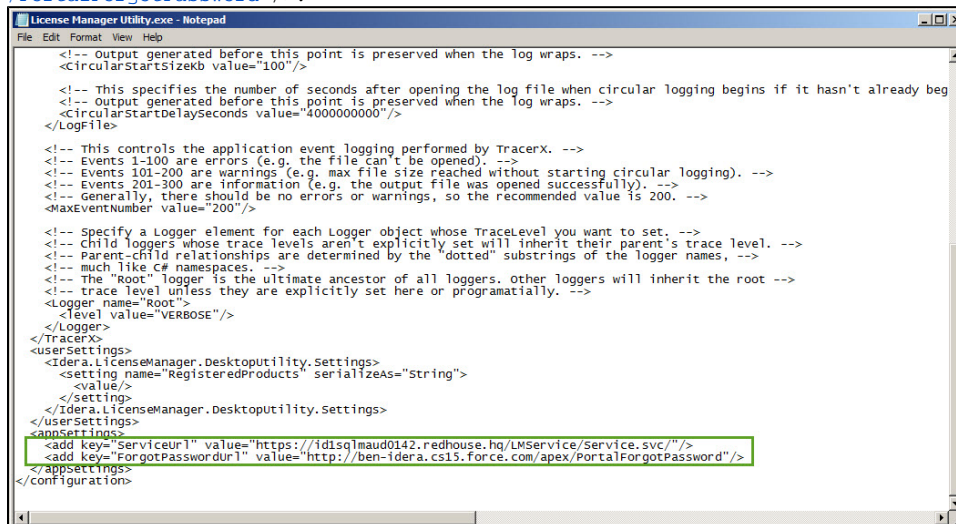 License Manager Utility.exe - Notepad
File Edit Format View Help
<!-- Output generated before this point is preserved when the log wraps. -->
<CircularStartSizeKb value="100"/>
<!-- This specifies the number of seconds after opening the log file when circular logging begins if it hasn't already beg
<!-- Output generated before this point is preserved when the log wraps. -->
<CircularStartDelaySeconds value="4000000000"/>
</LogFile>
<!-- This controls the application event logging performed by TracerX. -->
<!-- Events 1-100 are errors (e.g. the file can't be opened). -->
<!-- Events 101-200 are warnings (e.g. max file size reached without starting circular logging). -->
<!-- Events 201-300 are information (e.g. the output file was opened successfully). -->
<!-- Generally, there should be no errors or warnings, so the recommended value is 200. -->
<MaxEventNumber value="200"/>
<!-- Specify a Logger element for each Logger object whose TraceLevel you want to set. -->
<!-- Child loggers whose trace levels aren't explicitly set will inherit their parent's trace level. -->
<!-- Parent-child relationships are determined by the "dotted" substrings of the logger names, -->
<!-- much like C# namespaces. -->
<!-- The "Root" logger is the ultimate ancestor of all loggers. Other loggers will inherit the root -->
<!-- trace level unless they are explicitly set here or programatially. -->
<Logger name="Root">
<level value="VERBOSE"/>
</Logger>
</TracerX>
<userSettings>
<Idera.LicenseManager.DesktopUtility.Settings>
<setting name="RegisteredProducts" serializeAs="String">
<value/>
</setting>
</Idera.LicenseManager.DesktopUtility.Settings>
</userSettings>
<appSettings>
<add key="ServiceUrl" value="https://id1sqlmaud0142.redhouse.hq/LMService/Service.svc/"/>
<add key="ForgotPasswordUrl" value="http://ben-idera.cs15.force.com/apex/PortalForgotPassword"/>
</appSettings>
</configuration>